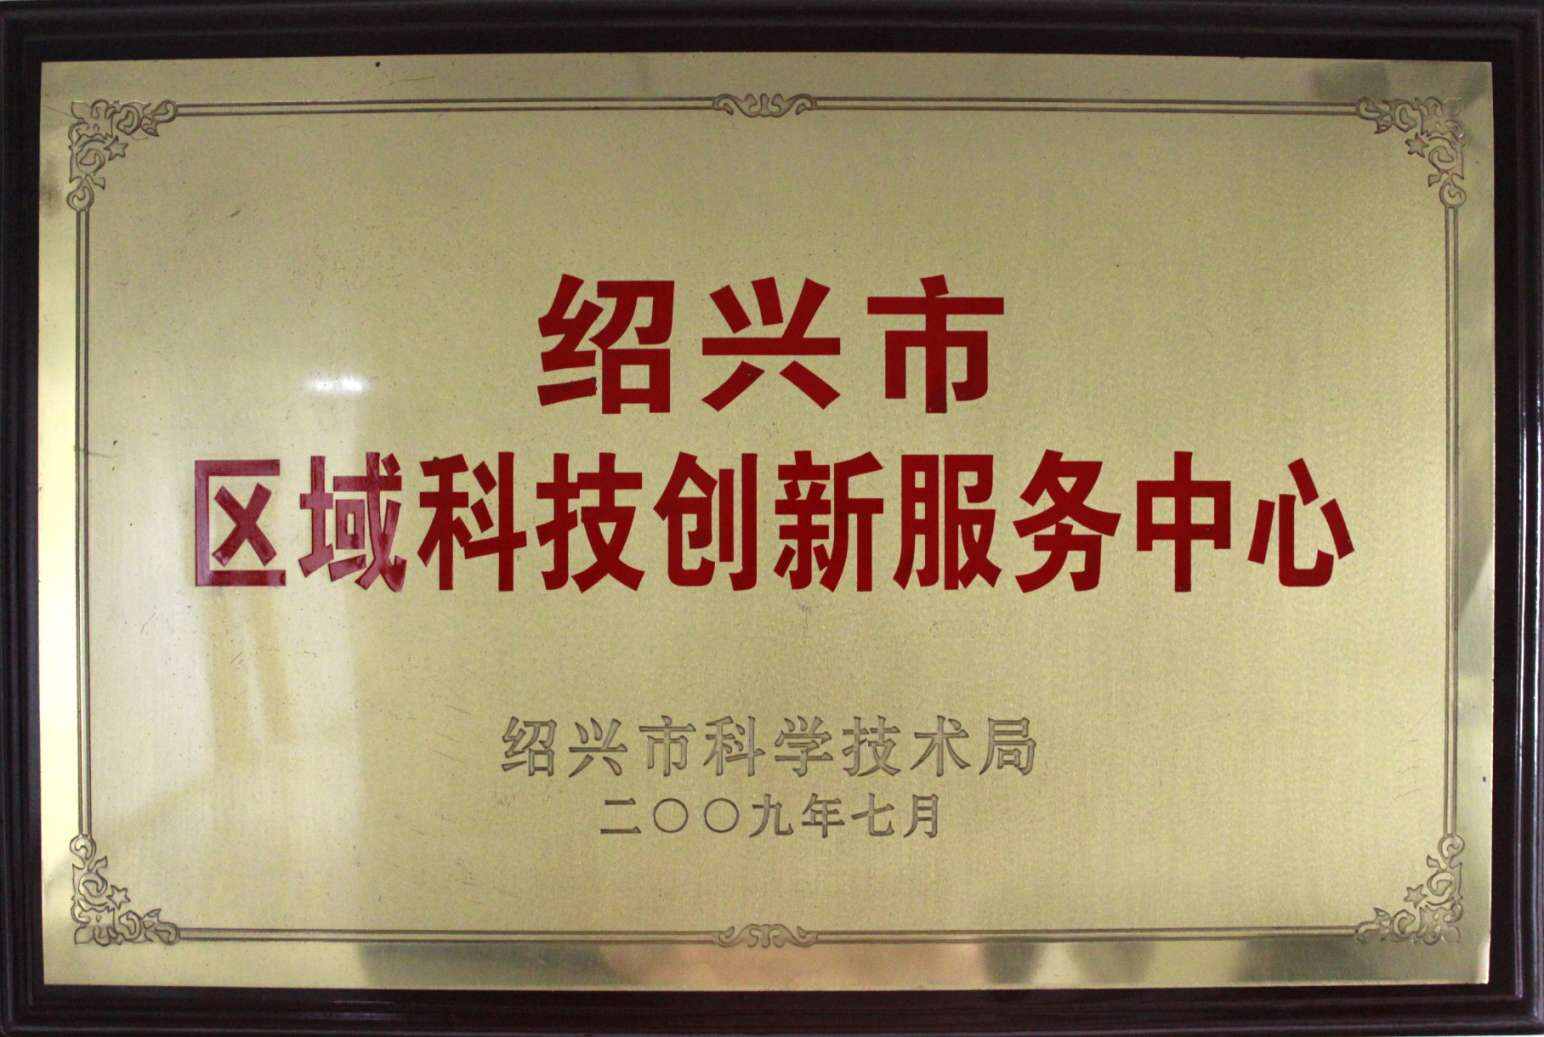 绍兴市
区域科技创新服务中心
绍兴市科学技术局
二〇〇九年七月